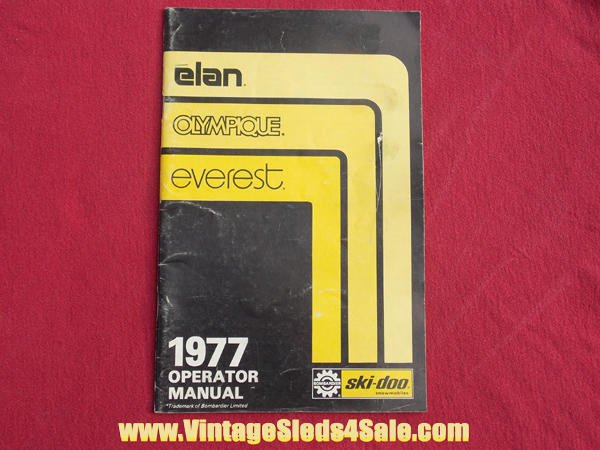 elan.
OLYMPIQUE.
everest.
1977
OPERATOR
MANUAL
*Trademark of Bombardier Limited
BOMBARDIER
ski-doo.
snowmobiles
www.VintageSleds4Sale.com